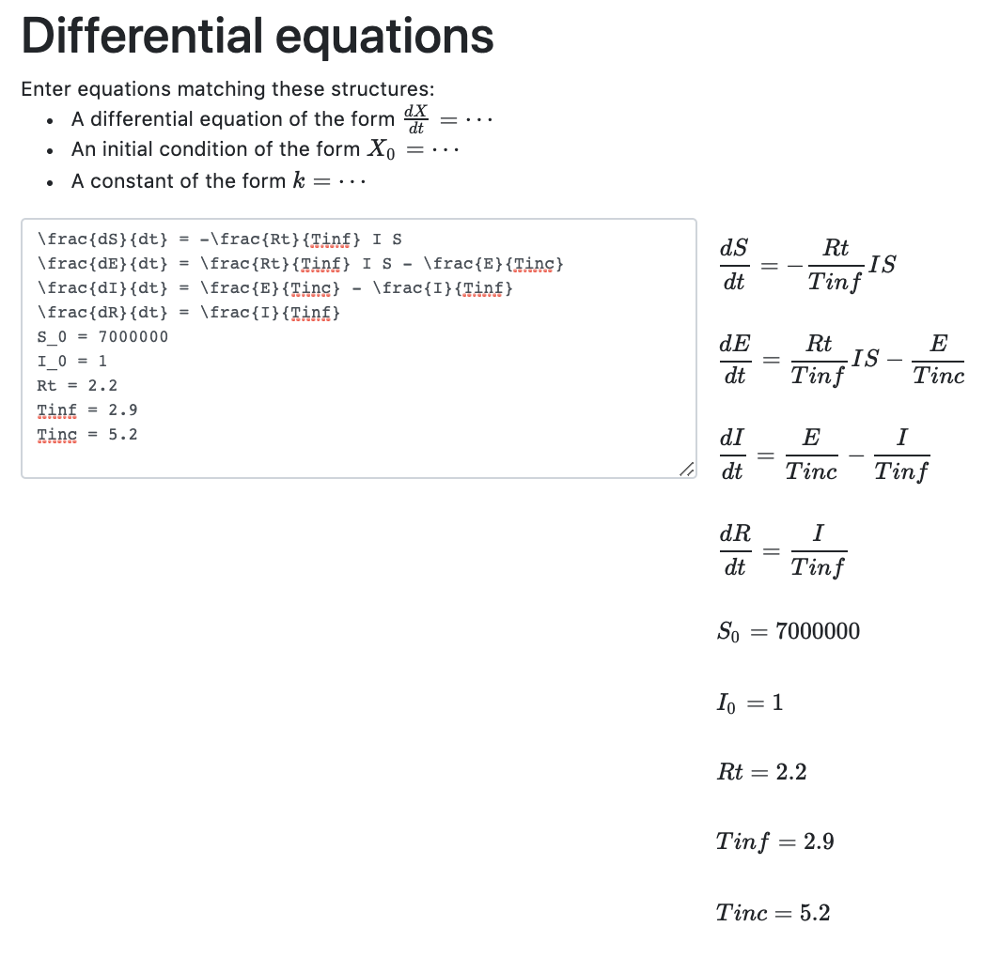 Differential equations
Enter equations matching these structures:
• A differential equation of the form \frac{dX}{dt} = ⋯
• An initial condition of the form X_0 = ⋯
• A constant of the form k = ⋯
\frac{dS}{dt} = -\frac{Rt}{Tinf} I S
\frac{dE}{dt} = \frac{Rt}{Tinf} I S - \frac{E}{Tinc}
\frac{dI}{dt} = \frac{E}{Tinc} - \frac{I}{Tinf}
\frac{dR}{dt} = \frac{I}{Tinf}
S_0 = 7000000
I_0 = 1
Rt = 2.2
Tinf = 2.9
Tinc = 5.2
\frac{dS}{dt} = -\frac{Rt}{Tinf} IS
\frac{dE}{dt} = \frac{Rt}{Tinf} IS - \frac{E}{Tinc}
\frac{dI}{dt} = \frac{E}{Tinc} - \frac{I}{Tinf}
\frac{dR}{dt} = \frac{I}{Tinf}
S_0 = 7000000
I_0 = 1
Rt = 2.2
Tinf = 2.9
Tinc = 5.2